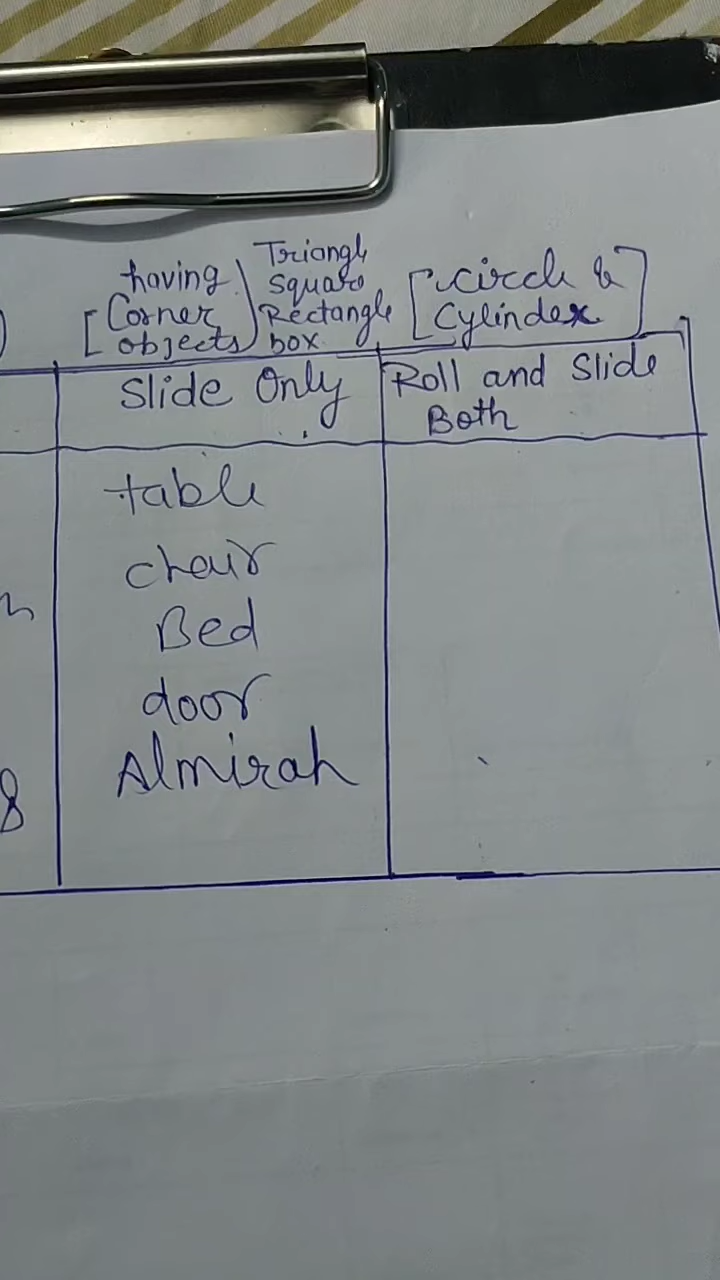 having
[Corner
objects)
Triangle
Square
Rectangle
box
[circle &
Cylinder]
Slide Only
Roll and Slide
Both
table
chair
Bed
door
Almirah